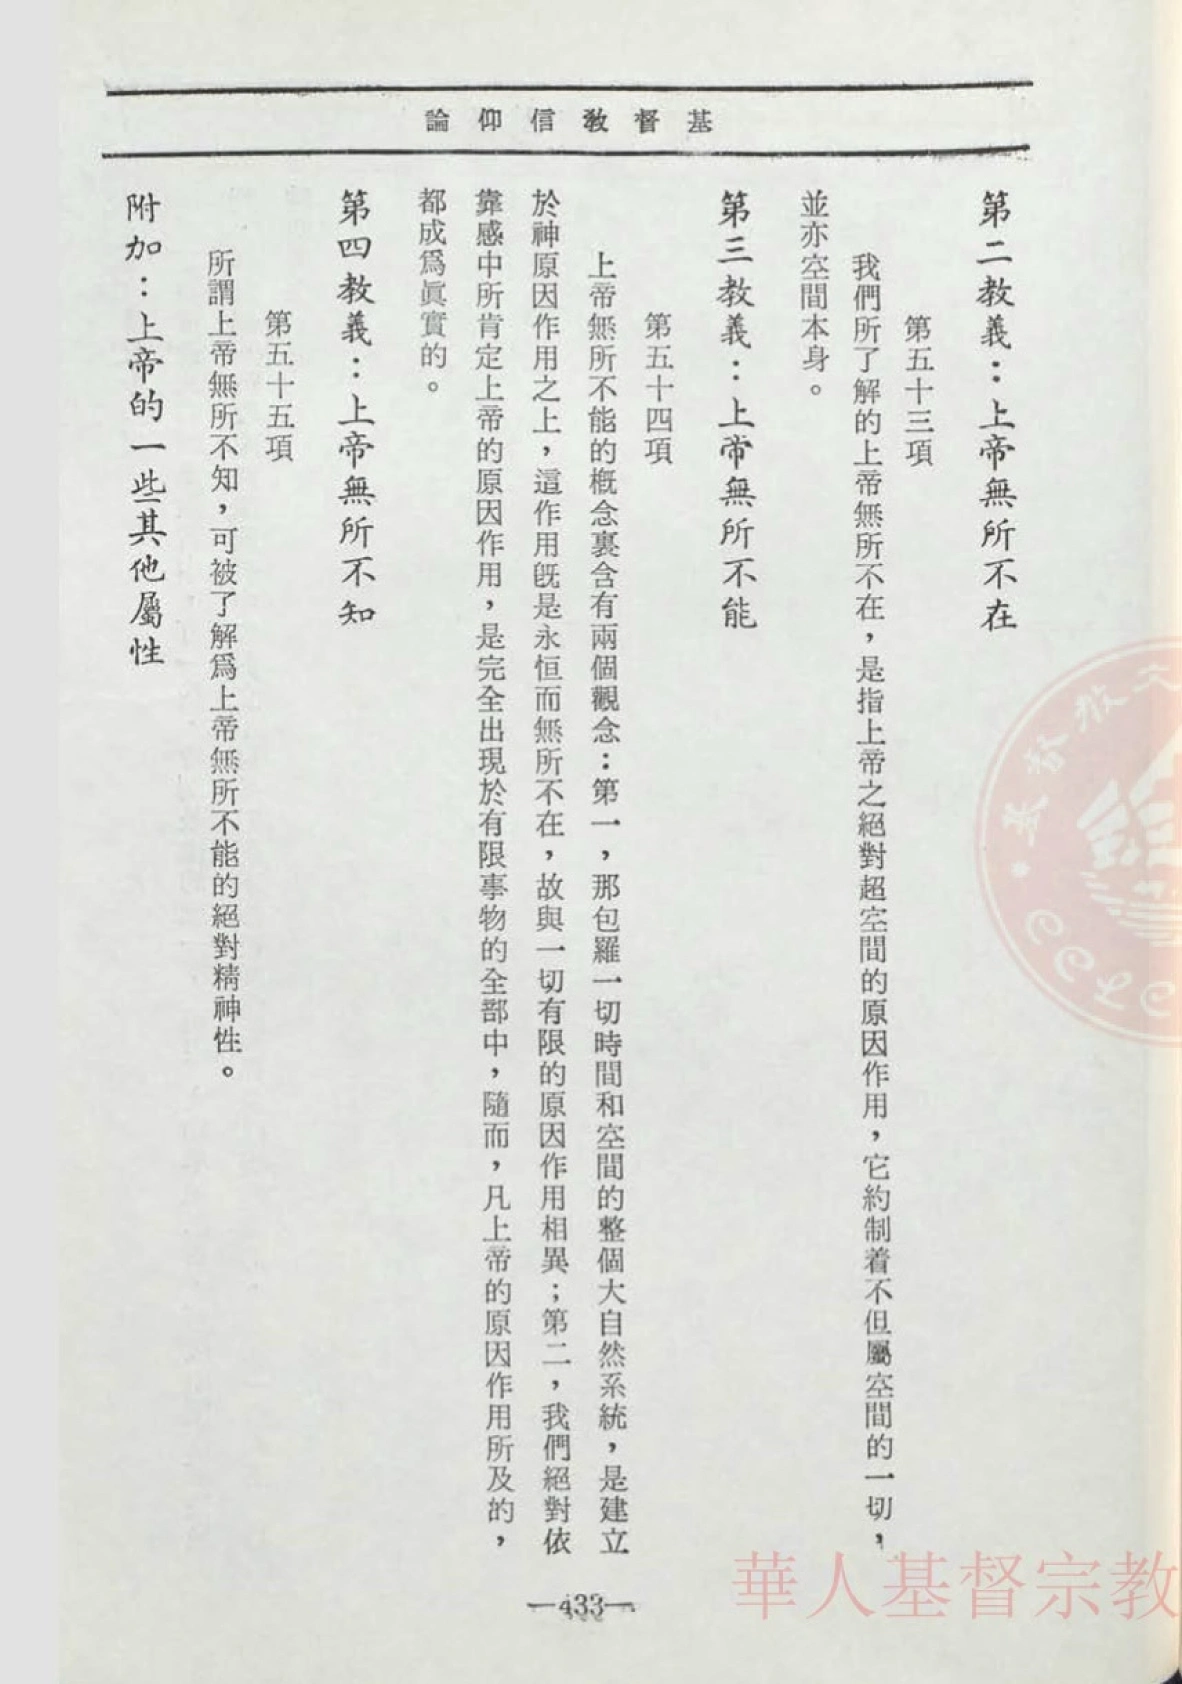 基督教信仰論
第二教義：上帝無所不在
第五十三項
我們所了解的上帝無所不在，是指上帝之絕對超空間的原因作用，它約制着不但屬空間的一切，
並亦空間本身。
第三教義：上帝無所不能
第五十四項
上帝無所不能的概念裏含有兩個觀念：第一，那包羅一切時間和空間的整個大自然系統，是建立
於神原因作用之上，這作用既是永恒而無所不在，故與一切有限的原因作用相異；第二，我們絕對依
靠感中所肯定上帝的原因作用，是完全出現於有限事物的全部中，隨而，凡上帝的原因作用所及的，
都成爲眞實的。
第四教義：上帝無所不知
第五十五項
所謂上帝無所不知，可被了解爲上帝無所不能的絕對精神性。
附加：上帝的一些其他屬性
—433—
華人基督宗教